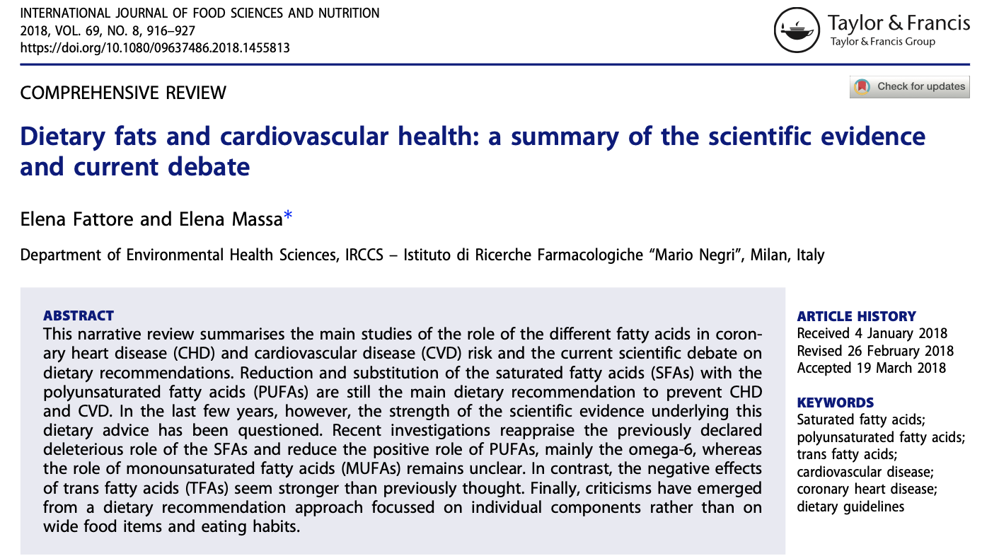 INTERNATIONAL JOURNAL OF FOOD SCIENCES AND NUTRITION
2018, VOL. 69, NO. 8, 916–927
https://doi.org/10.1080/09637486.2018.1455813
Taylor & Francis
Taylor & Francis Group
COMPREHENSIVE REVIEW
Check for updates
Dietary fats and cardiovascular health: a summary of the scientific evidence
and current debate
Elena Fattore and Elena Massa*
Department of Environmental Health Sciences, IRCCS – Istituto di Ricerche Farmacologiche “Mario Negri”, Milan, Italy
ABSTRACT
This narrative review summarises the main studies of the role of the different fatty acids in coron-
ary heart disease (CHD) and cardiovascular disease (CVD) risk and the current scientific debate on
dietary recommendations. Reduction and substitution of the saturated fatty acids (SFAs) with the
polyunsaturated fatty acids (PUFAs) are still the main dietary recommendation to prevent CHD
and CVD. In the last few years, however, the strength of the scientific evidence underlying this
dietary advice has been questioned. Recent investigations reappraise the previously declared
deleterious role of the SFAs and reduce the positive role of PUFAs, mainly the omega-6, whereas
the role of monounsaturated fatty acids (MUFAs) remains unclear. In contrast, the negative effects
of trans fatty acids (TFAs) seem stronger than previously thought. Finally, criticisms have emerged
from a dietary recommendation approach focussed on individual components rather than on
wide food items and eating habits.
ARTICLE HISTORY
Received 4 January 2018
Revised 26 February 2018
Accepted 19 March 2018
KEYWORDS
Saturated fatty acids;
polyunsaturated fatty acids;
trans fatty acids;
cardiovascular disease;
coronary heart disease;
dietary guidelines